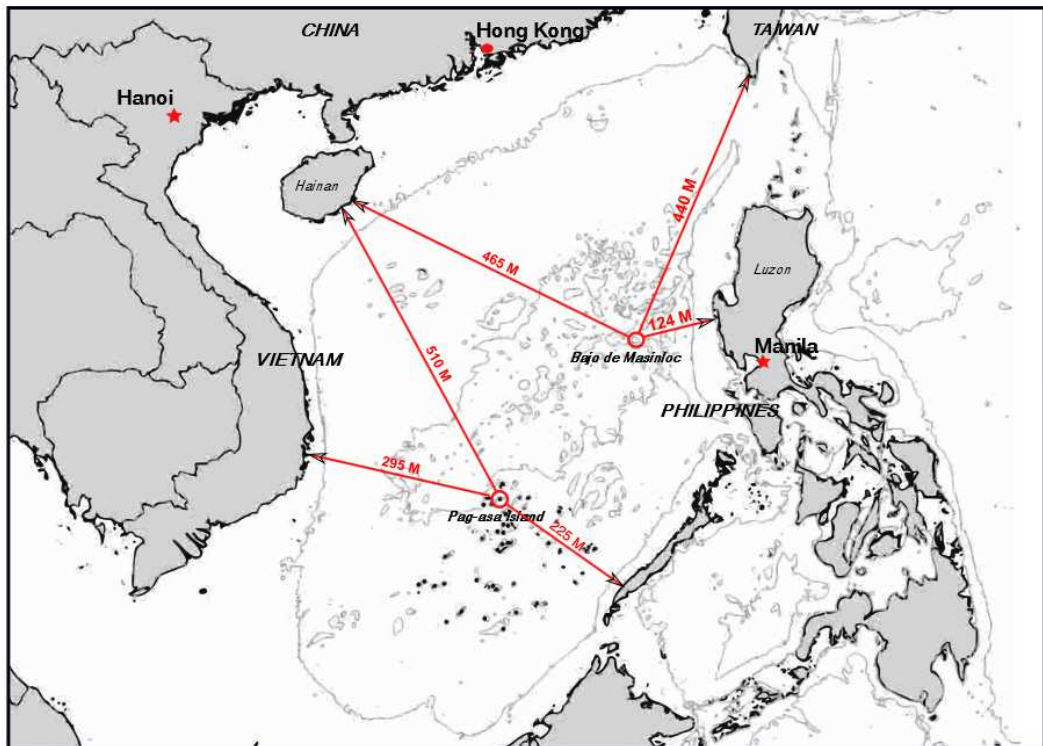 CHINA
Hong Kong
TAIWAN
Hanoi
Hainan
440 M
465 M
Luzon
124 M
Bajo de Masinloc
Manila
VIETNAM
510 M
PHILIPPINES
295 M
Pag-asa Island
225 M